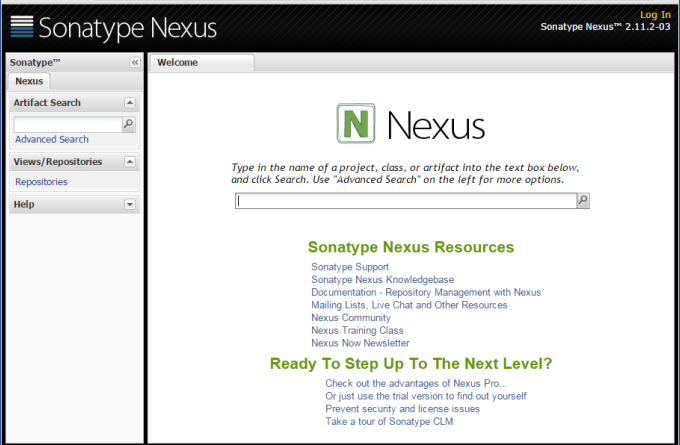 Sonatype Nexus
Log In
Sonatype Nexus™ 2.11.2-03
Sonatype™
Nexus
Artifact Search
Advanced Search
Views/Repositories
Repositories
Help
Welcome
N Nexus
Type in the name of a project, class, or artifact into the text box below,
and click Search. Use "Advanced Search" on the left for more options.
Sonatype Nexus Resources
Sonatype Support
Sonatype Nexus Knowledgebase
Documentation - Repository Management with Nexus
Mailing Lists, Live Chat and Other Resources
Nexus Community
Nexus Training Class
Nexus Now Newsletter
Ready To Step Up To The Next Level?
Check out the advantages of Nexus Pro...
Or just use the trial version to find out yourself
Prevent security and license issues
Take a tour of Sonatype CLM